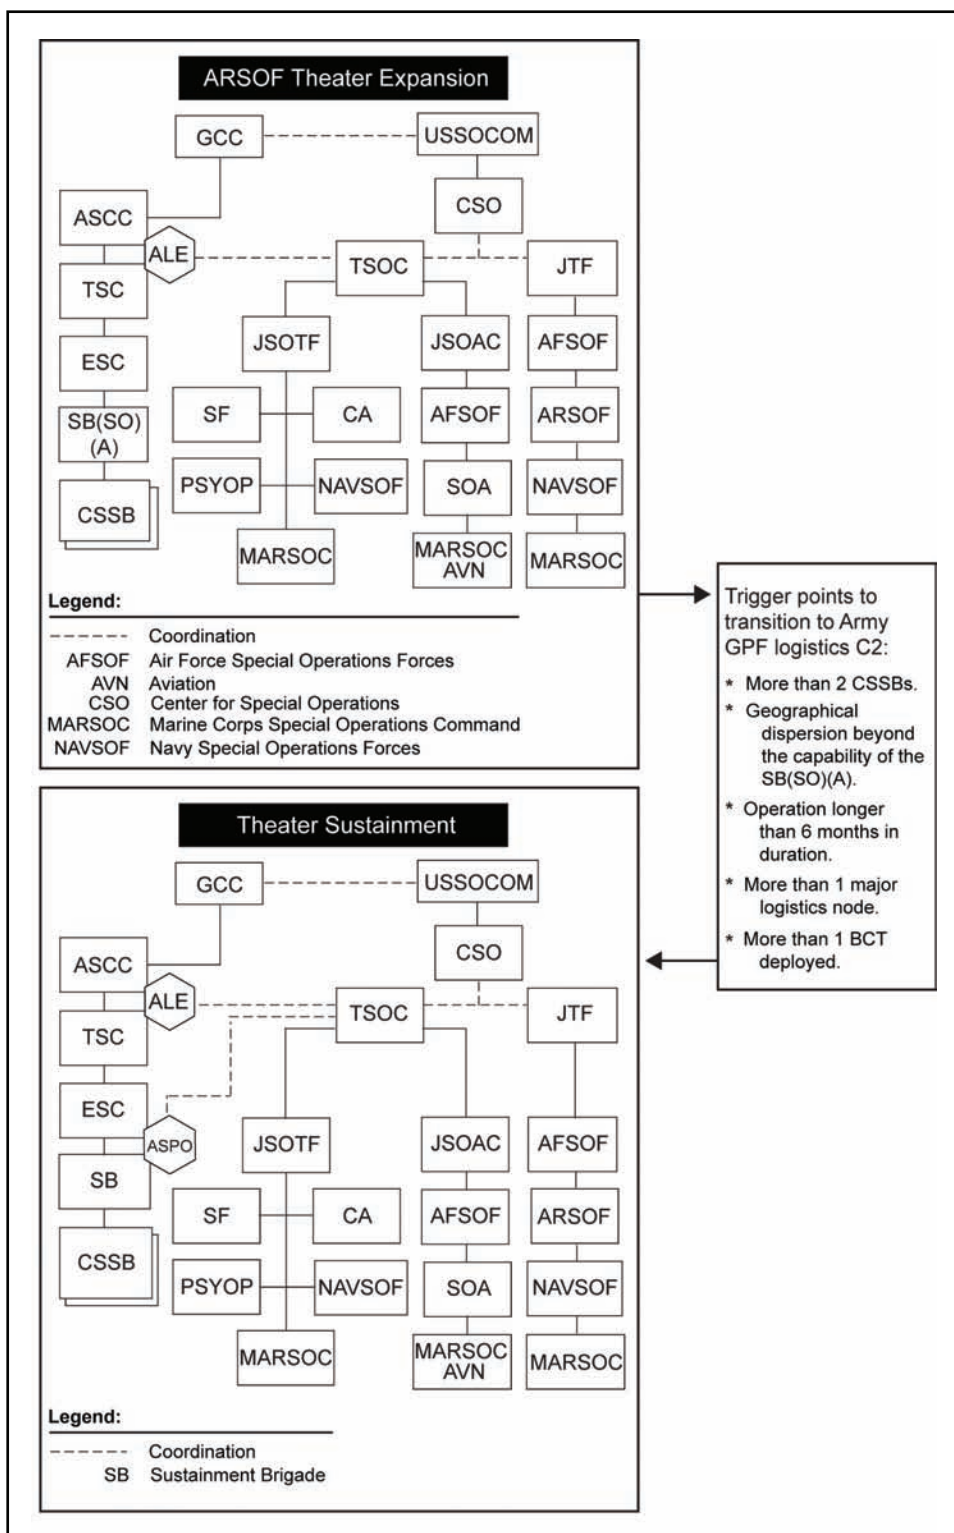 ARSOF Theater Expansion
GCC
USSOCOM
CSO
ASCC
ALE
TSOC
JTF
TSC
JSOTF
JSOAC
AFSOF
ESC
SF
CA
AFSOF
ARSOF
SB(SO)
(A)
PSYOP
NAVSOF
SOA
NAVSOF
CSSB
MARSOC
MARSOC
AVN
MARSOC
Legend:
Coordination
AFSOF Air Force Special Operations Forces
AVN Aviation
CSO Center for Special Operations
MARSOC Marine Corps Special Operations Command
NAVSOF Navy Special Operations Forces
Trigger points to
transition to Army
GPF logistics C2:
* More than 2 CSSBs.
* Geographical
dispersion beyond
the capability of the
SB(SO)(A).
* Operation longer
than 6 months in
duration.
* More than 1 major
logistics node.
* More than 1 BCT
deployed.
Theater Sustainment
GCC
USSOCOM
CSO
ASCC
ALE
TSOC
JTF
TSC
ESC
ASPO
JSOTF
JSOAC
AFSOF
SB
SF
CA
AFSOF
ARSOF
CSSB
PSYOP
NAVSOF
SOA
NAVSOF
MARSOC
MARSOC
AVN
MARSOC
Legend:
Coordination
SB Sustainment Brigade